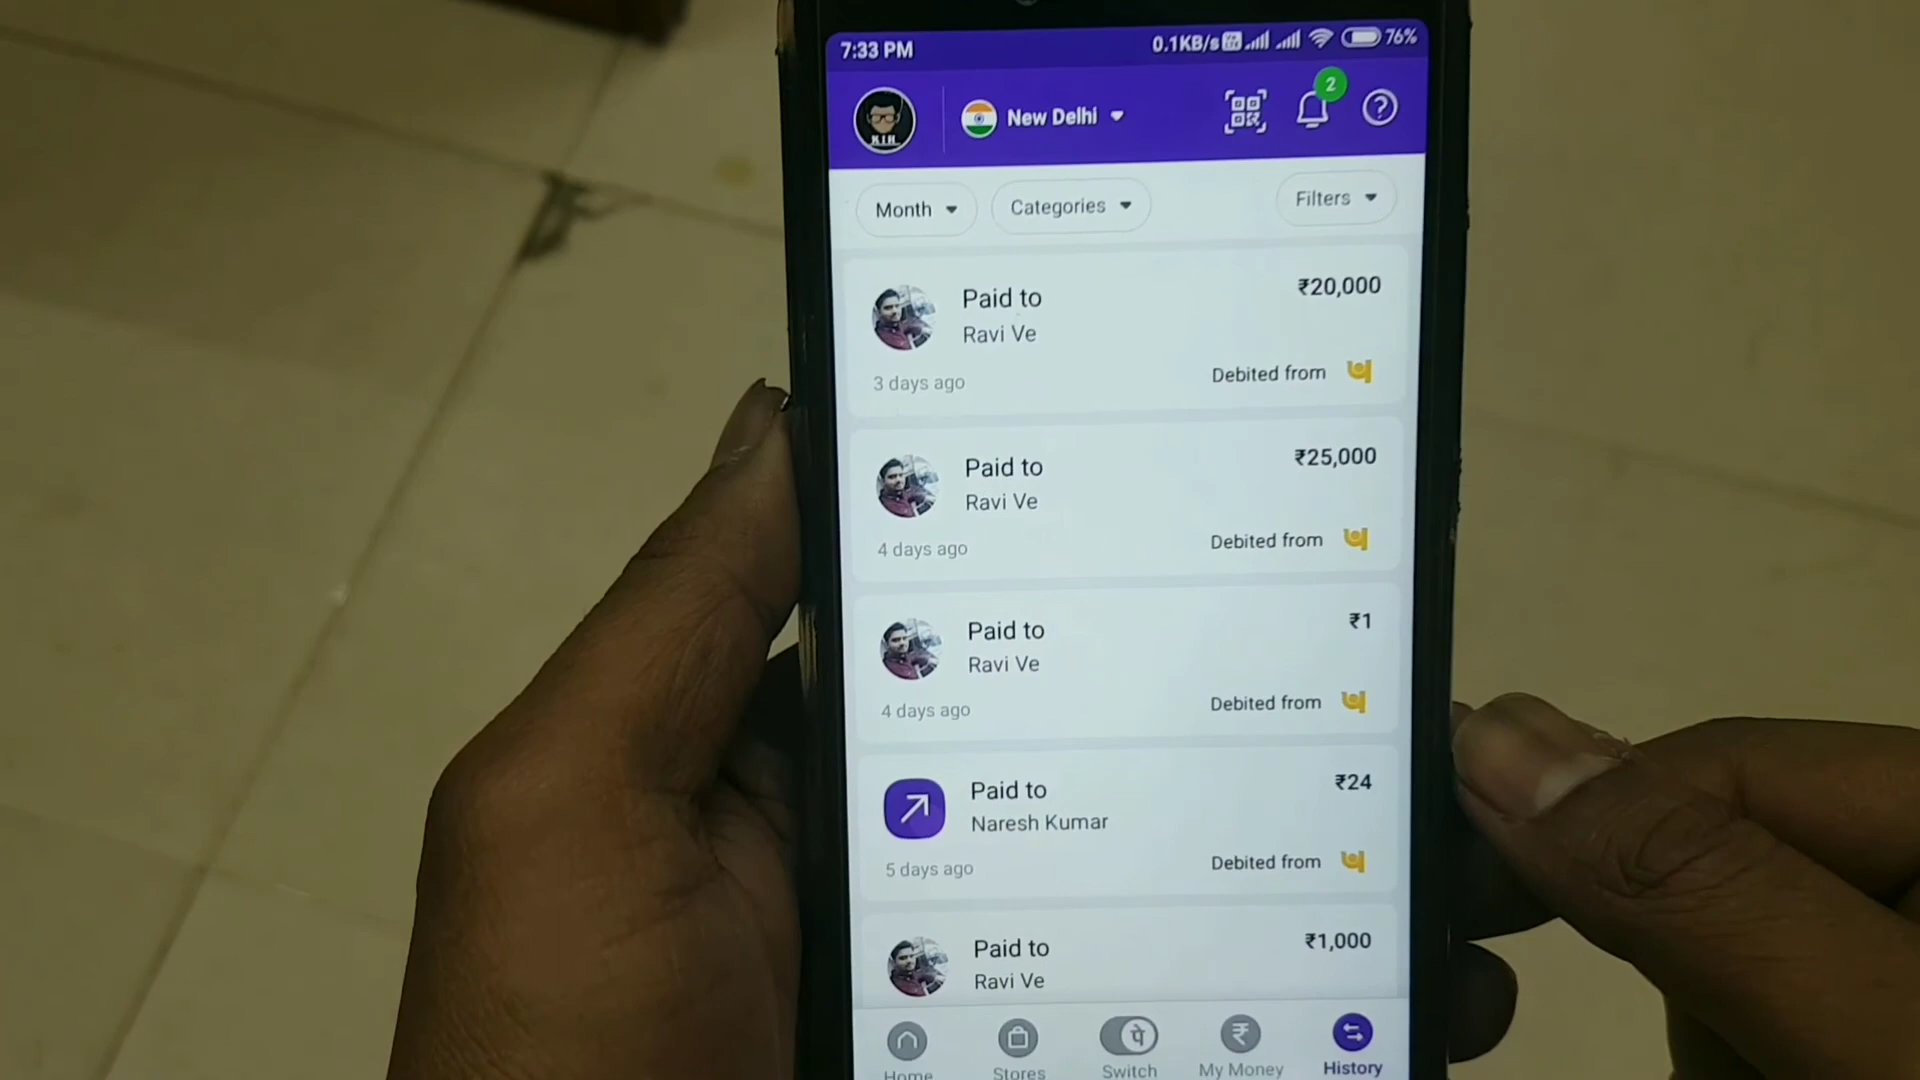 7:33 PM 0.1KB/s 76%
New Delhi 2
Month Categories Filters
Paid to ₹20,000
Ravi Ve
3 days ago Debited from
Paid to ₹25,000
Ravi Ve
4 days ago Debited from
Paid to ₹1
Ravi Ve
4 days ago Debited from
Paid to ₹24
Naresh Kumar
5 days ago Debited from
Paid to ₹1,000
Ravi Ve
पे
Home Stores Switch My Money History